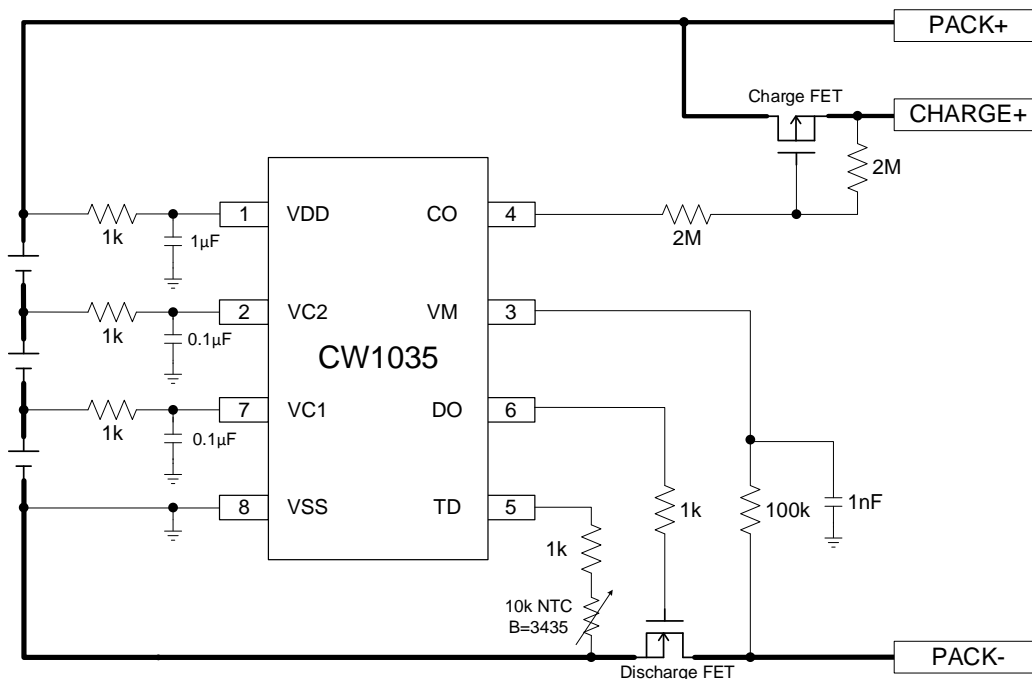 PACK+
Charge FET
CHARGE+
2M
1 VDD CO 4
1k
1µF
2M
2 VC2 VM 3
1k
0.1µF
CW1035
7 VC1 DO 6
1k
0.1µF
8 VSS TD 5
1k
100k
1nF
1k
10k NTC
B=3435
Discharge FET
PACK-